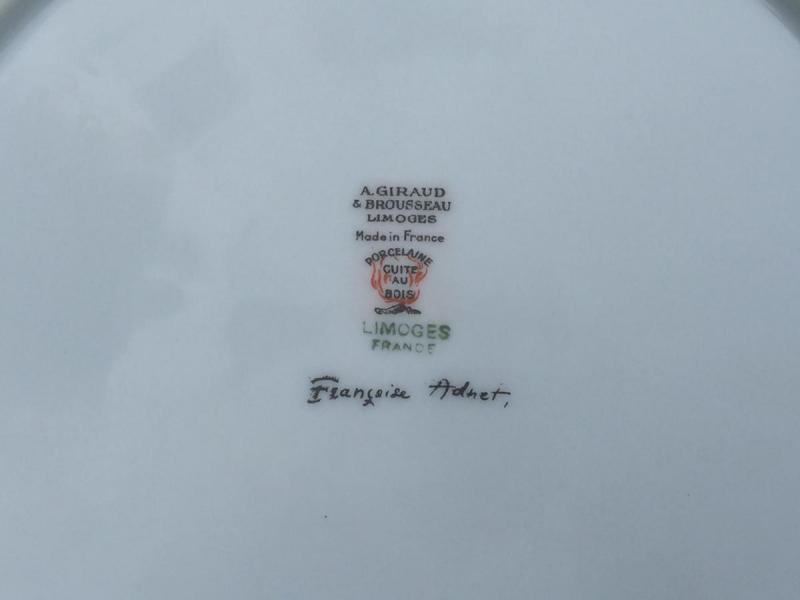 A. GIRAUD
& BROUSSEAU
LIMOGES
Made in France
PORCELAINE
CUITE
AU
BOIS
LIMOGES
FRANCE
Françoise Adnet,